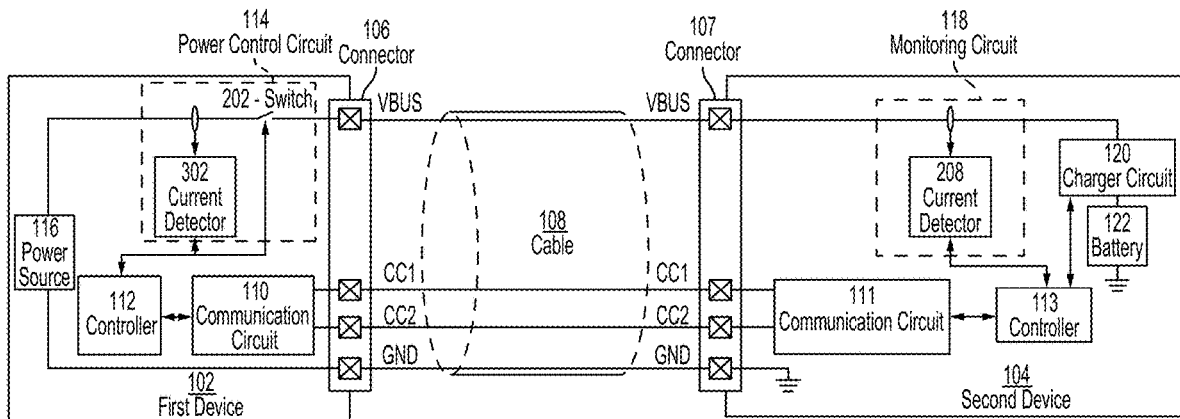 114
Power Control Circuit
106
Connector
107
Connector
118
Monitoring Circuit
202 - Switch
VBUS
VBUS
302
Current
Detector
208
Current
Detector
120
Charger Circuit
116
Power
Source
108
Cable
122
Battery
112
Controller
110
Communication
Circuit
CC1
CC1
CC2
CC2
GND
GND
111
Communication Circuit
113
Controller
102
First Device
104
Second Device